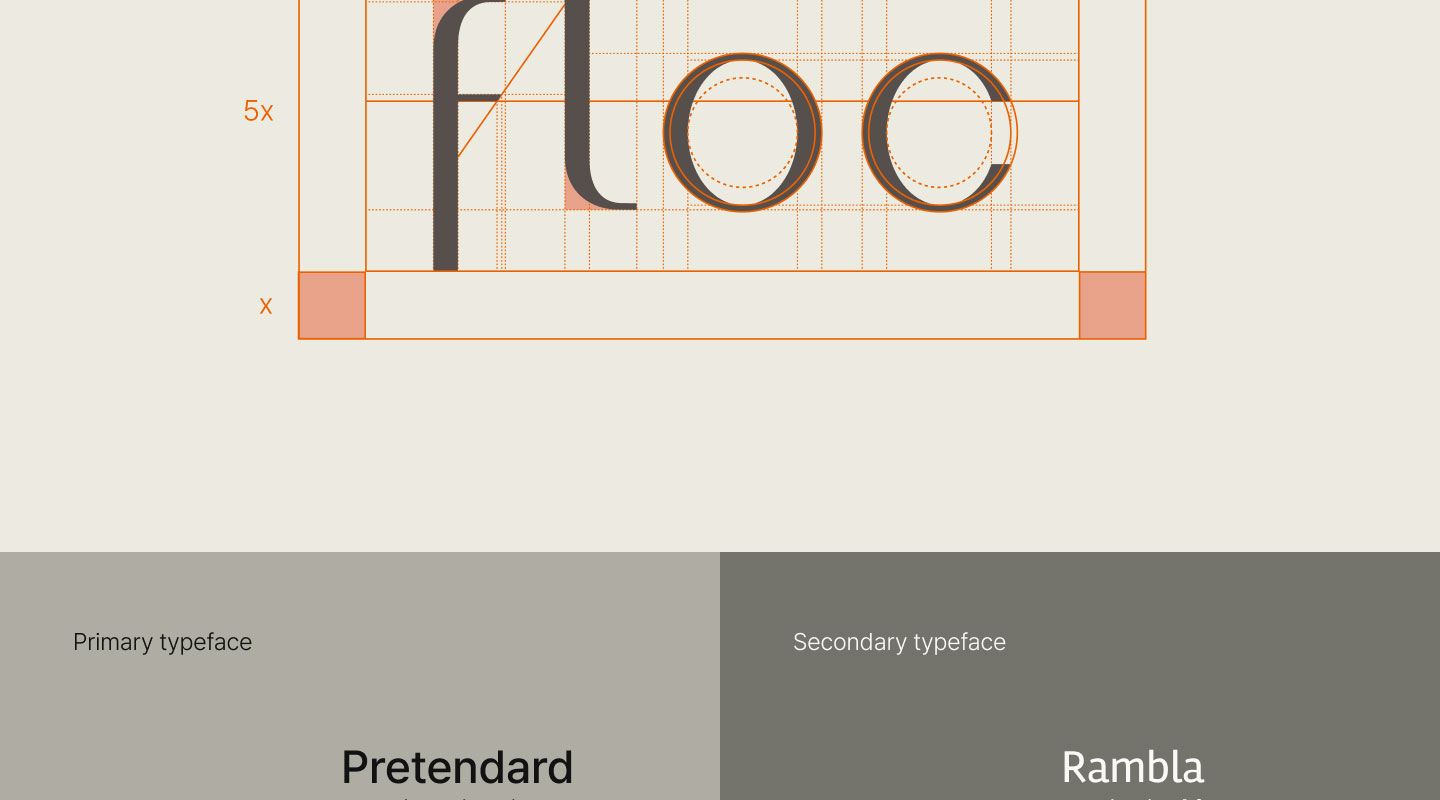 floc
5x
x
Primary typeface
Secondary typeface
Pretendard
Rambla